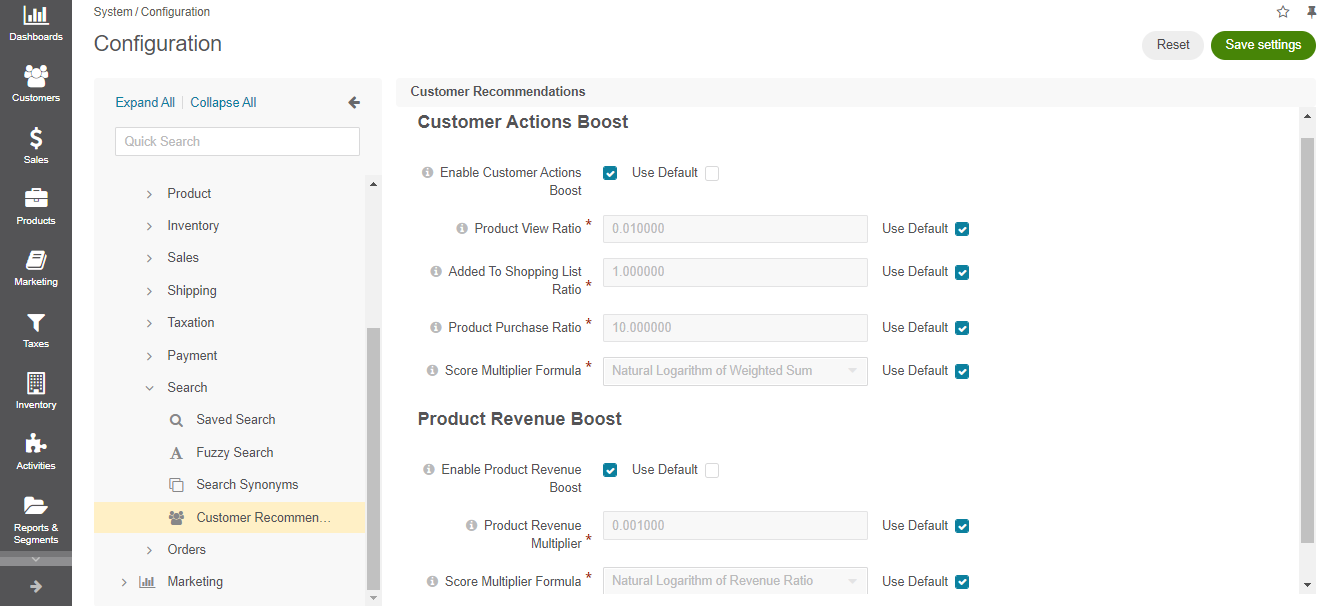 Dashboards
Customers
Sales
Products
Marketing
Taxes
Inventory
Activities
Reports &
Segments
System / Configuration
Configuration
Reset
Save settings
Expand All | Collapse All
Quick Search
Product
Inventory
Sales
Shipping
Taxation
Payment
Search
Saved Search
Fuzzy Search
Search Synonyms
Customer Recommen...
Orders
Marketing
Customer Recommendations
Customer Actions Boost
Enable Customer Actions
Boost
Use Default
Product View Ratio *
0.010000
Use Default
Added To Shopping List
Ratio *
1.000000
Use Default
Product Purchase Ratio *
10.000000
Use Default
Score Multiplier Formula *
Natural Logarithm of Weighted Sum
Use Default
Product Revenue Boost
Enable Product Revenue
Boost
Use Default
Product Revenue
Multiplier *
0.001000
Use Default
Score Multiplier Formula *
Natural Logarithm of Revenue Ratio
Use Default